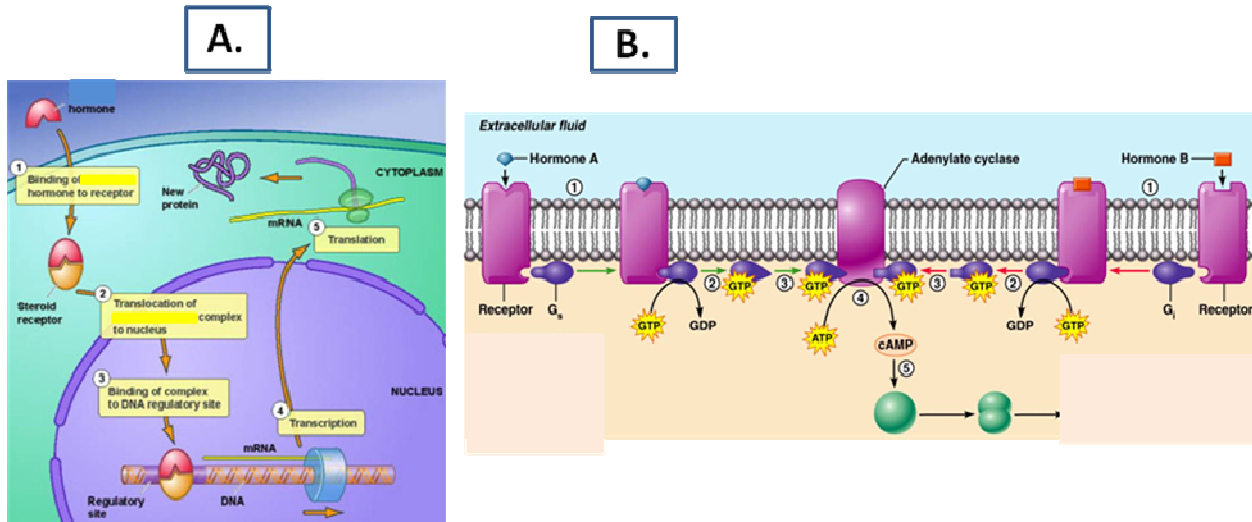 A.
B.
hormone
1
Binding of
hormone to receptor
Steroid
receptor
2
Translocation of
complex
to nucleus
3
Binding of complex
to DNA regulatory site
4
Transcription
5
Translation
mRNA
New
protein
CYTOPLASM
NUCLEUS
mRNA
Regulatory
site
DNA
Extracellular fluid
Hormone A
Adenylate cyclase
Hormone B
1
1
Receptor
Gs
GTP
GDP
2
GTP
3
GTP
4
ATP
cAMP
5
GTP
3
GTP
2
GDP
GTP
Gi
Receptor